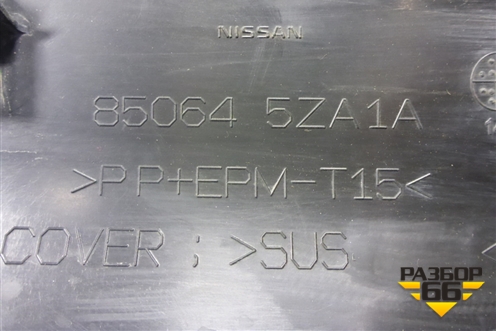 NISSAN
85064 5ZA1A
>PP+EPM-T15<
COVER ; >SUS
РАЗБОР
66